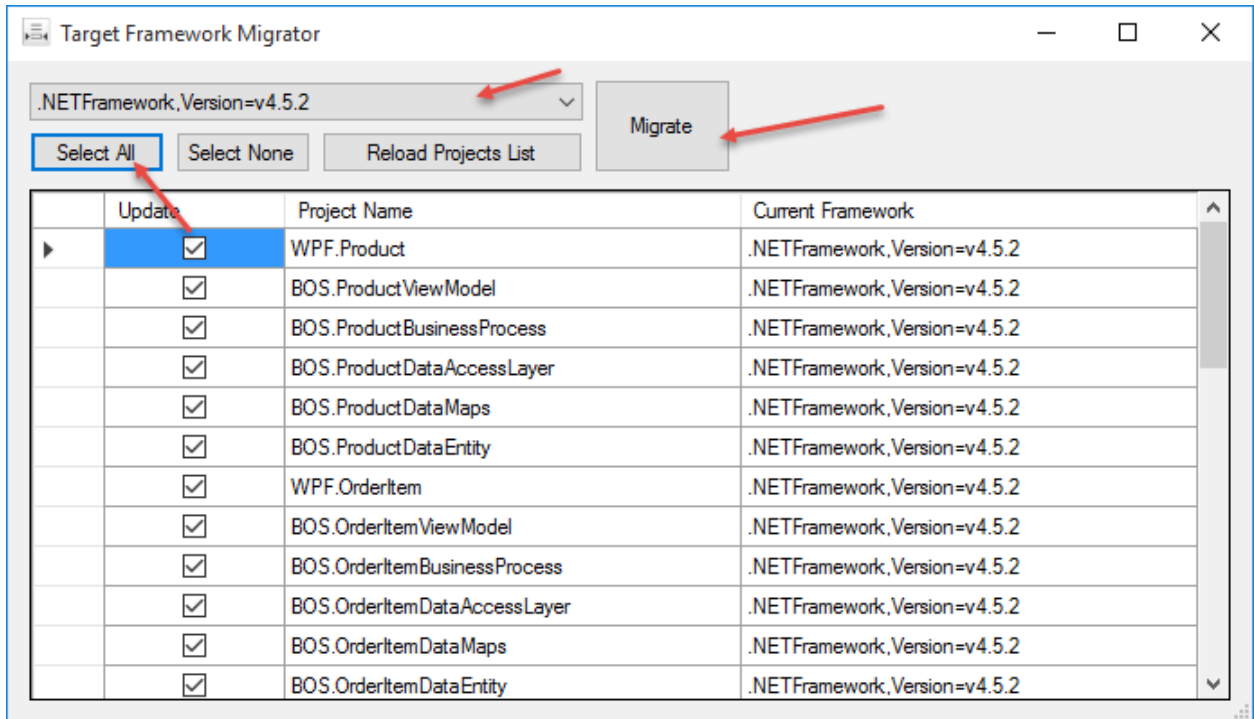 Target Framework Migrator
.NETFramework,Version=v4.5.2
Migrate
Select All Select None Reload Projects List
Update Project Name Current Framework
WPF.Product .NETFramework,Version=v4.5.2
BOS.ProductViewModel .NETFramework,Version=v4.5.2
BOS.ProductBusinessProcess .NETFramework,Version=v4.5.2
BOS.ProductDataAccessLayer .NETFramework,Version=v4.5.2
BOS.ProductDataMaps .NETFramework,Version=v4.5.2
BOS.ProductDataEntity .NETFramework,Version=v4.5.2
WPF.OrderItem .NETFramework,Version=v4.5.2
BOS.OrderItemViewModel .NETFramework,Version=v4.5.2
BOS.OrderItemBusinessProcess .NETFramework,Version=v4.5.2
BOS.OrderItemDataAccessLayer .NETFramework,Version=v4.5.2
BOS.OrderItemDataMaps .NETFramework,Version=v4.5.2
BOS.OrderItemDataEntity .NETFramework,Version=v4.5.2